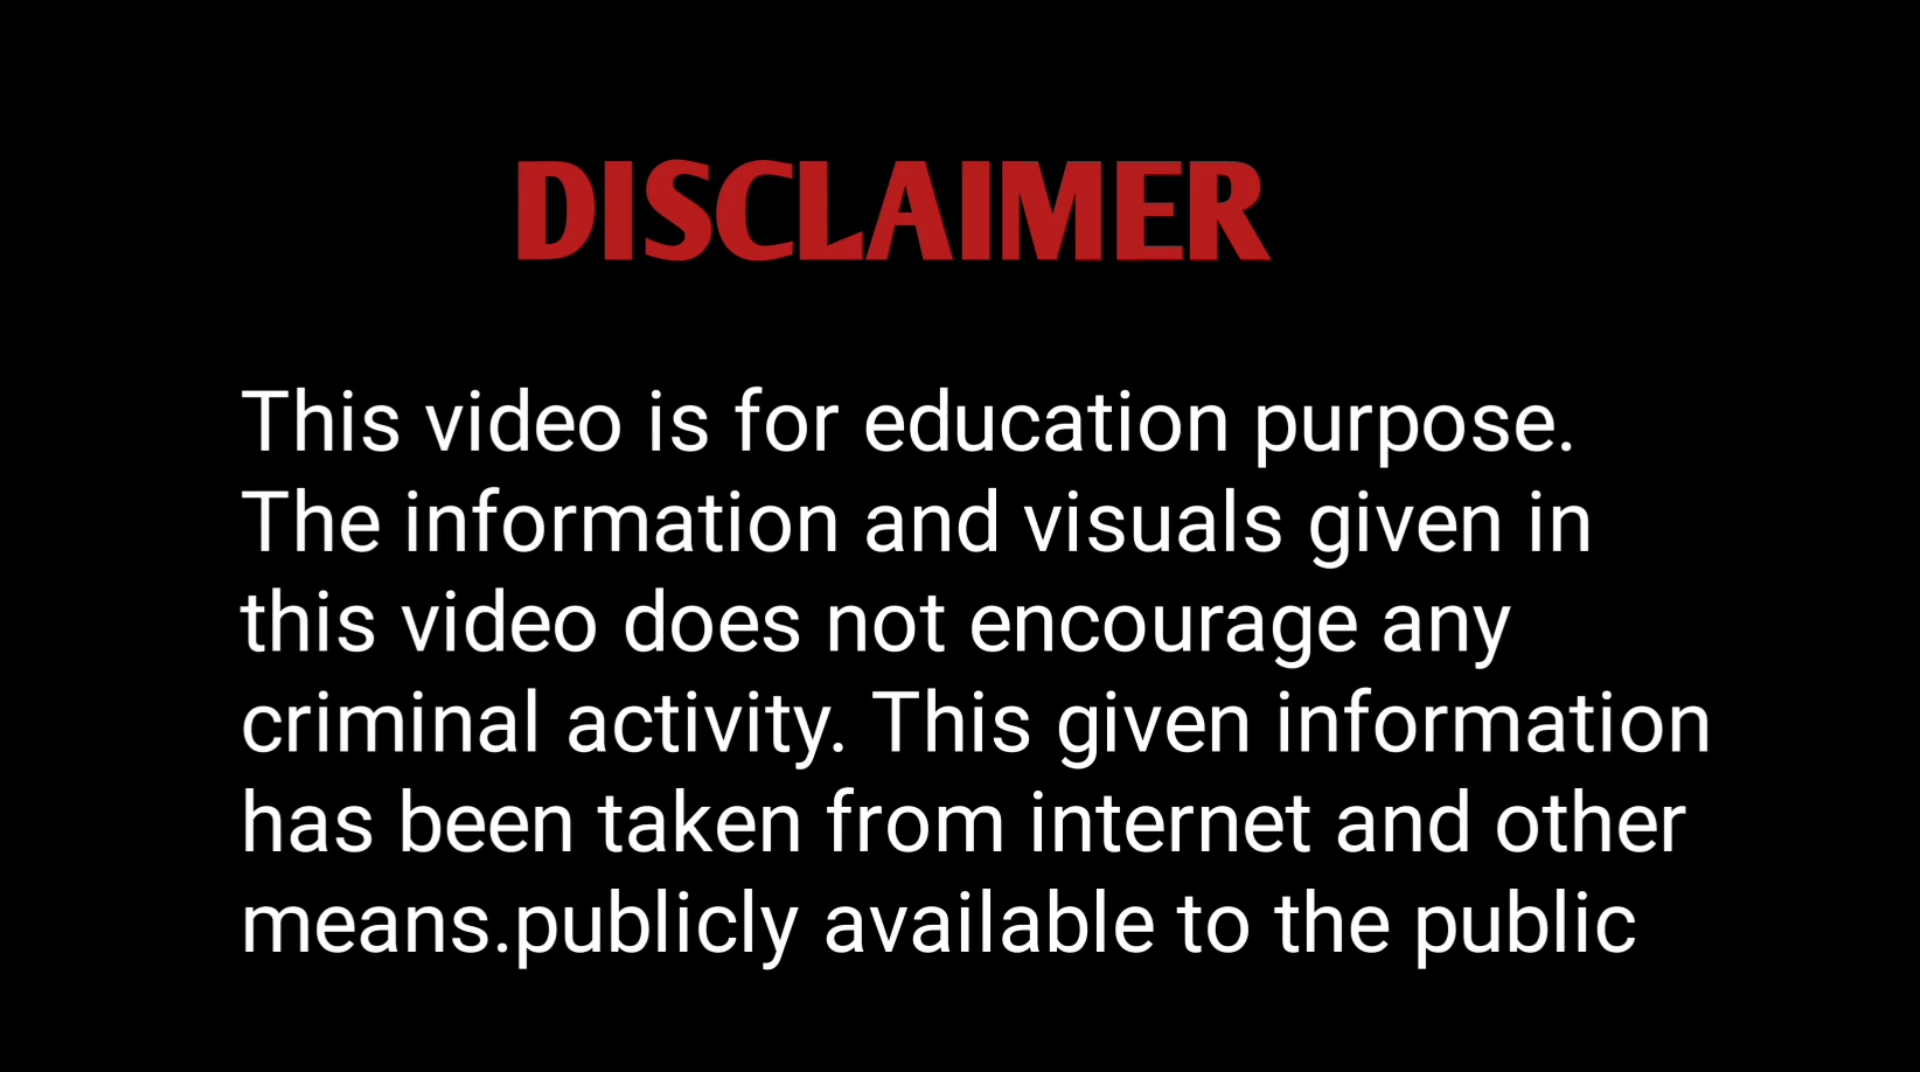 DISCLAIMER
This video is for education purpose.
The information and visuals given in
this video does not encourage any
criminal activity. This given information
has been taken from internet and other
means.publicly available to the public